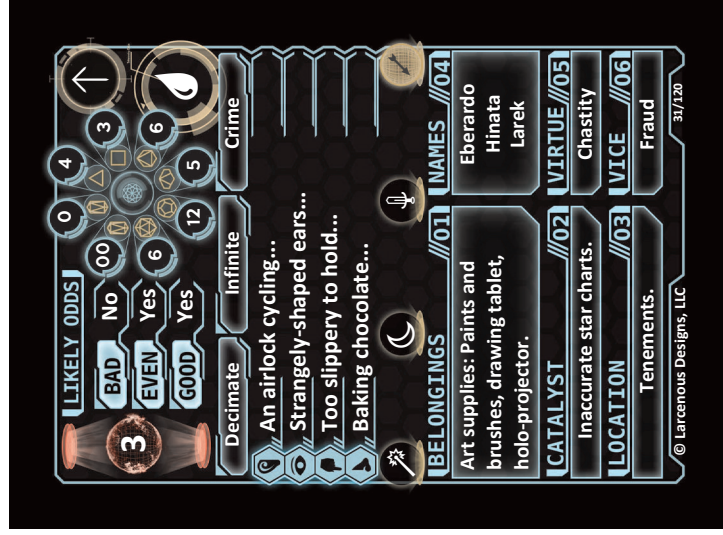 LIKELY ODDS
3
BAD No
EVEN Yes
GOOD Yes
0 4
00 3
6 6
12 5
Decimate Infinite Crime
An airlock cycling...
Strangely-shaped ears...
Too slippery to hold...
Baking chocolate...
BELONGINGS //01
Art supplies: Paints and
brushes, drawing tablet,
holo-projector.
CATALYST //02
Inaccurate star charts.
LOCATION //03
Tenements.
NAMES //04
Eberardo
Hinata
Larek
VIRTUE //05
Chastity
VICE //06
Fraud
© Larcenous Designs, LLC
31/120